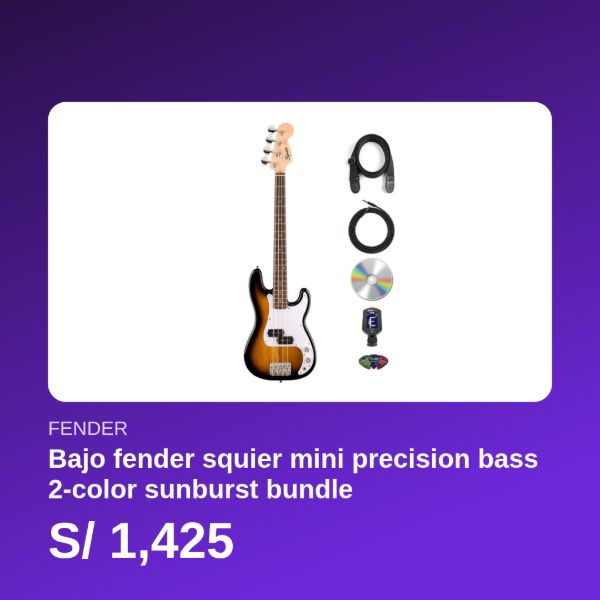 FENDER
Bajo fender squier mini precision bass
2-color sunburst bundle
S/ 1,425